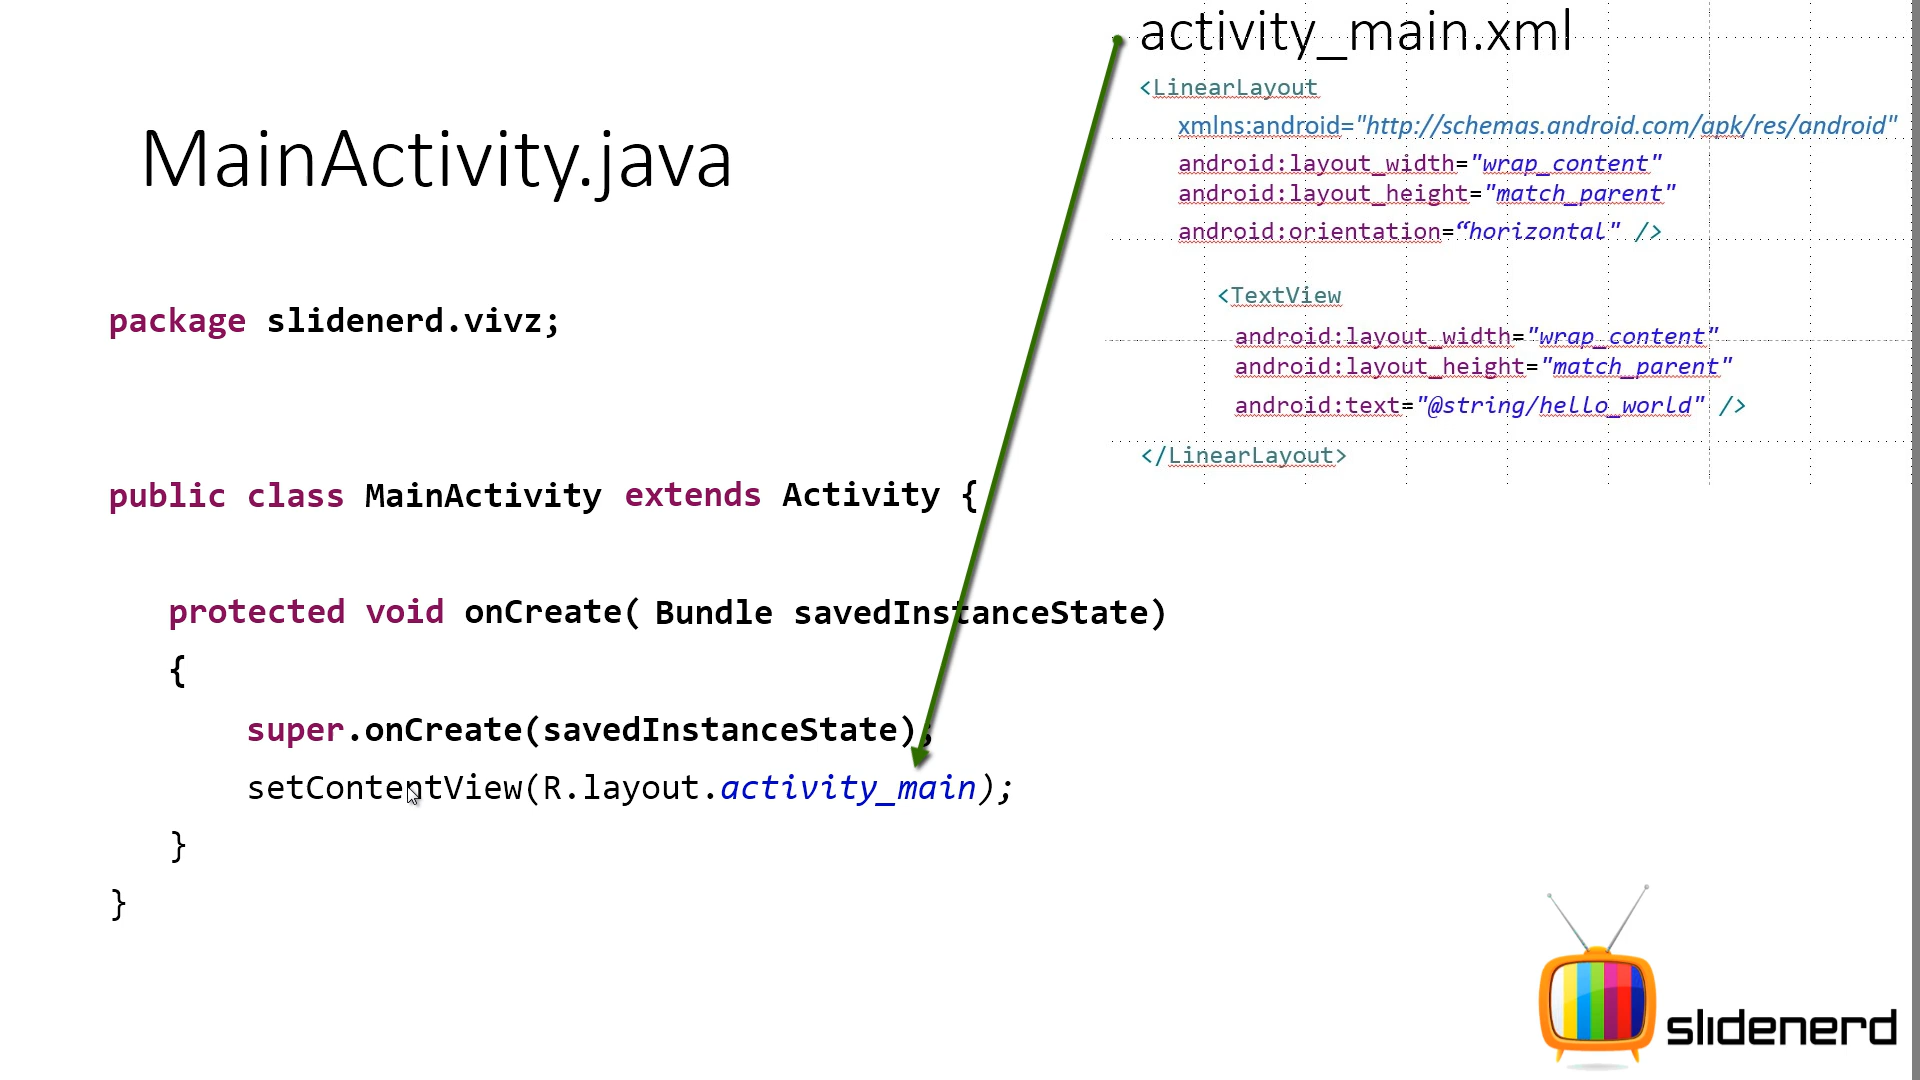 MainActivity.java
package slidenerd.vivz;
public class MainActivity extends Activity {
protected void onCreate( Bundle savedInstanceState)
{
super.onCreate(savedInstanceState);
setContentView(R.layout.activity_main);
}
}
activity_main.xml
<LinearLayout
xmlns:android="http://schemas.android.com/apk/res/android"
android:layout_width="wrap_content"
android:layout_height="match_parent"
android:orientation=“horizontal" />
<TextView
android:layout_width="wrap_content"
android:layout_height="match_parent"
android:text="@string/hello_world" />
</LinearLayout>
slidenerd